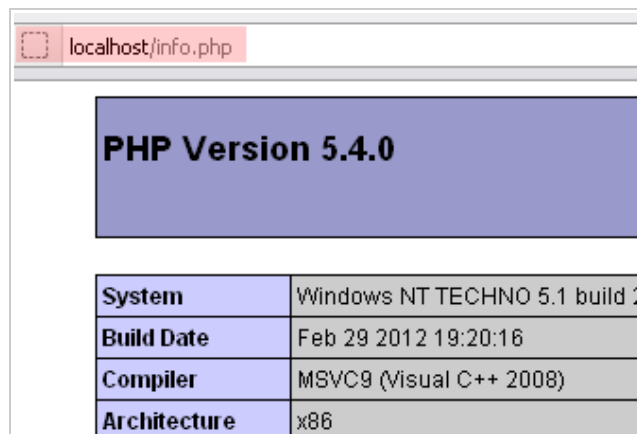 localhost/info.php
PHP Version 5.4.0
System Windows NT TECHNO 5.1 build
Build Date Feb 29 2012 19:20:16
Compiler MSVC9 (Visual C++ 2008)
Architecture x86